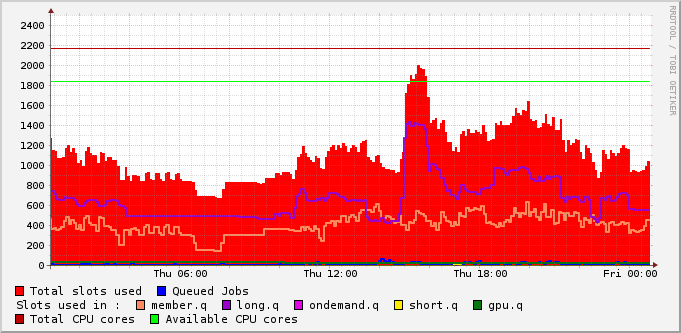 RRDTOOL / TOBI OETIKER
2400
2200
2000
1800
1600
1400
1200
1000
800
600
400
200
0
Thu 06:00 Thu 12:00 Thu 18:00 Fri 00:00
Total slots used Queued Jobs
Slots used in : member.q long.q ondemand.q short.q gpu.q
Total CPU cores Available CPU cores